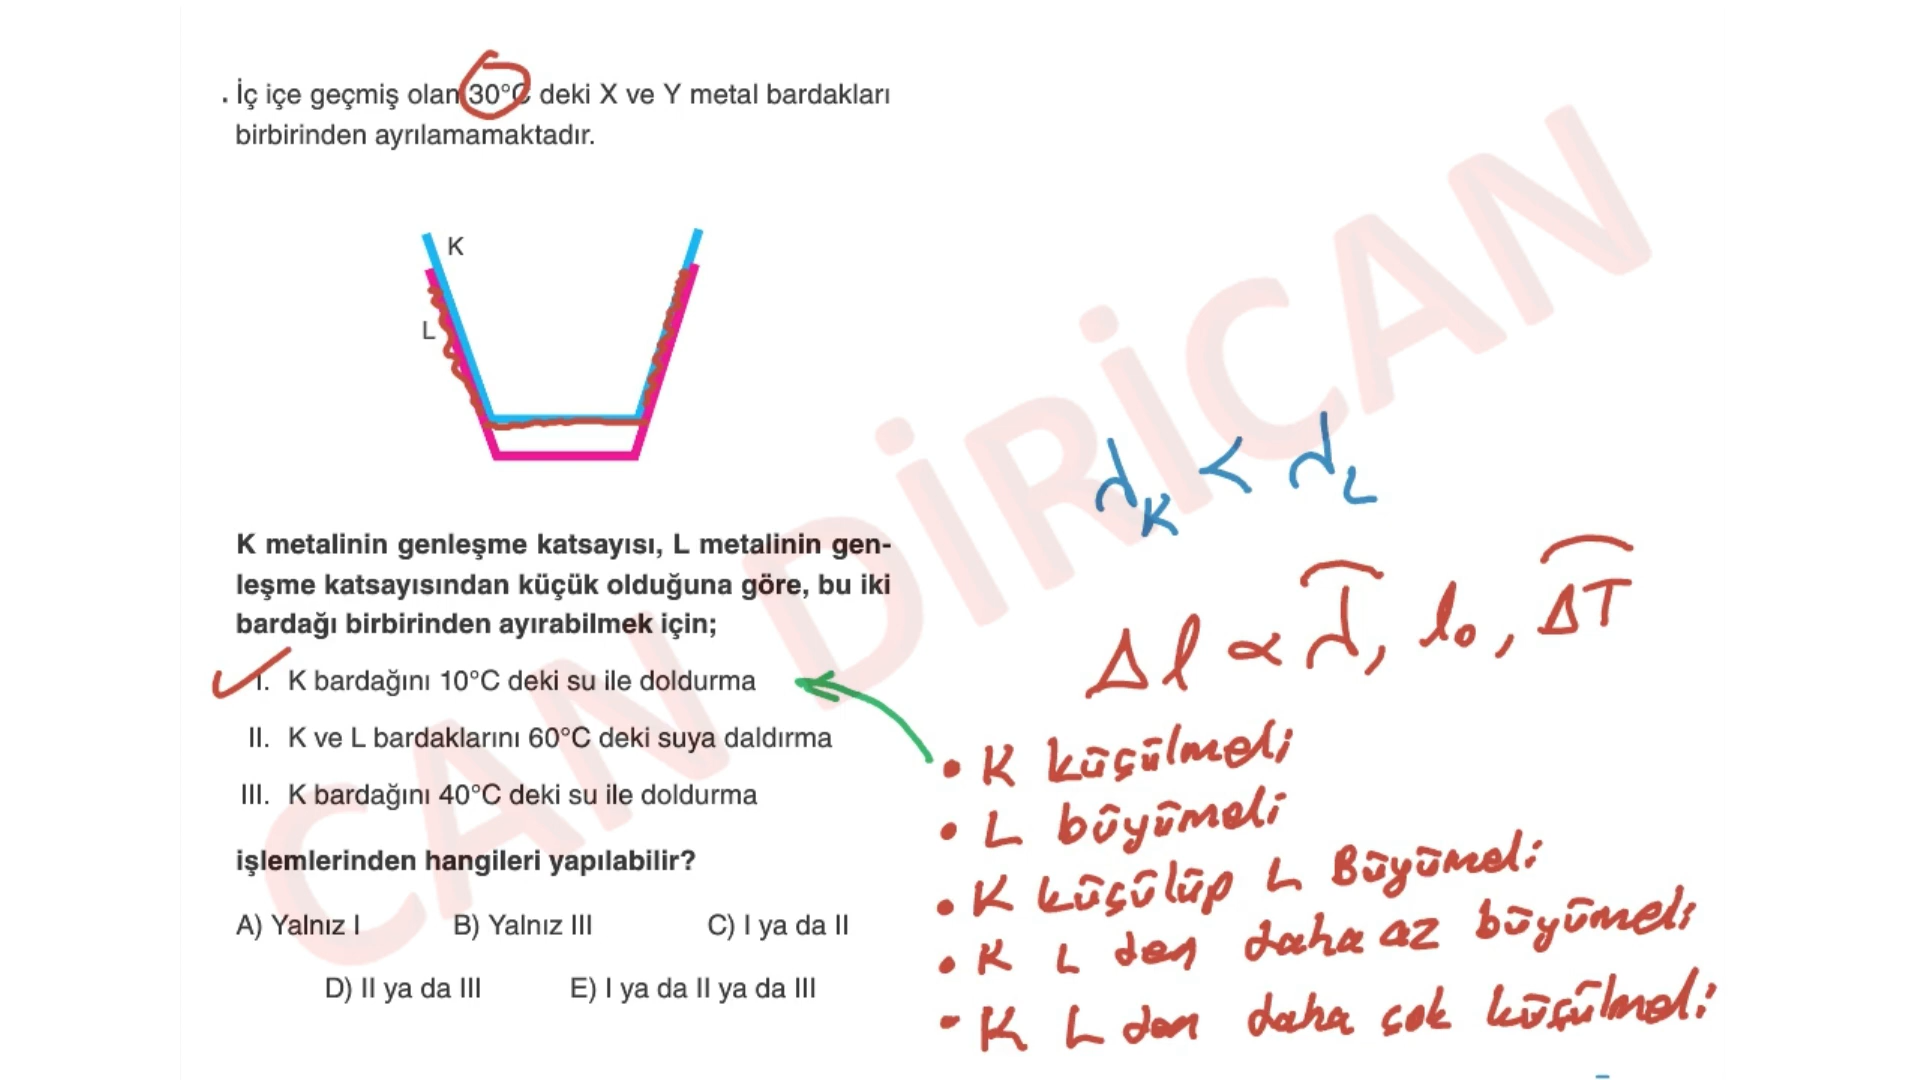 . İç içe geçmiş olan 30°C deki X ve Y metal bardakları
birbirinden ayrılamamaktadır.
K
L
K metalinin genleşme katsayısı, L metalinin gen-
leşme katsayısından küçük olduğuna göre, bu iki
bardağı birbirinden ayırabilmek için;
I. K bardağını 10°C deki su ile doldurma
II. K ve L bardaklarını 60°C deki suya daldırma
III. K bardağını 40°C deki su ile doldurma
işlemlerinden hangileri yapılabilir?
A) Yalnız I B) Yalnız III C) I ya da II
D) II ya da III E) I ya da II ya da III
λK < λL
Δl ∝ λ, l₀, ΔT
• K küçülmeli
• L büyümeli
• K küçülüp L Büyümeli
• K L den daha az büyümeli
• K L den daha çok küçülmeli
CAN DİRİCAN